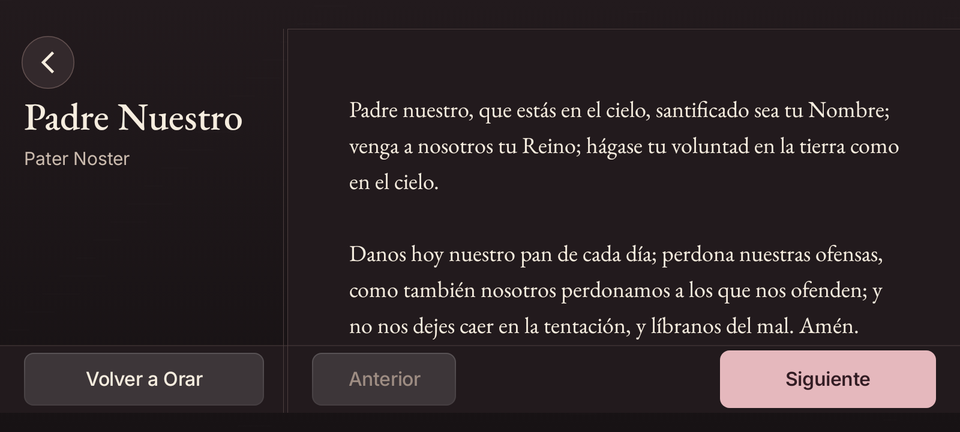 Padre Nuestro
Pater Noster
Padre nuestro, que estás en el cielo, santificado sea tu Nombre;
venga a nosotros tu Reino; hágase tu voluntad en la tierra como
en el cielo.
Danos hoy nuestro pan de cada día; perdona nuestras ofensas,
como también nosotros perdonamos a los que nos ofenden; y
no nos dejes caer en la tentación, y líbranos del mal. Amén.
Volver a Orar
Anterior
Siguiente